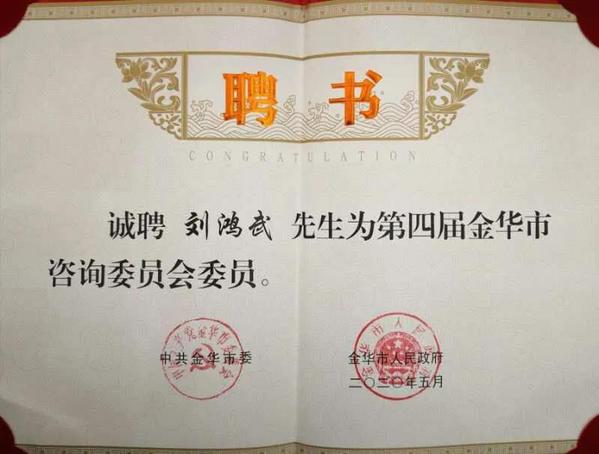 聘书
CONGRATULATION
诚聘 刘鸿武 先生为第四届金华市
咨询委员会委员。
中共金华市委
金华市人民政府
二〇二〇年五月